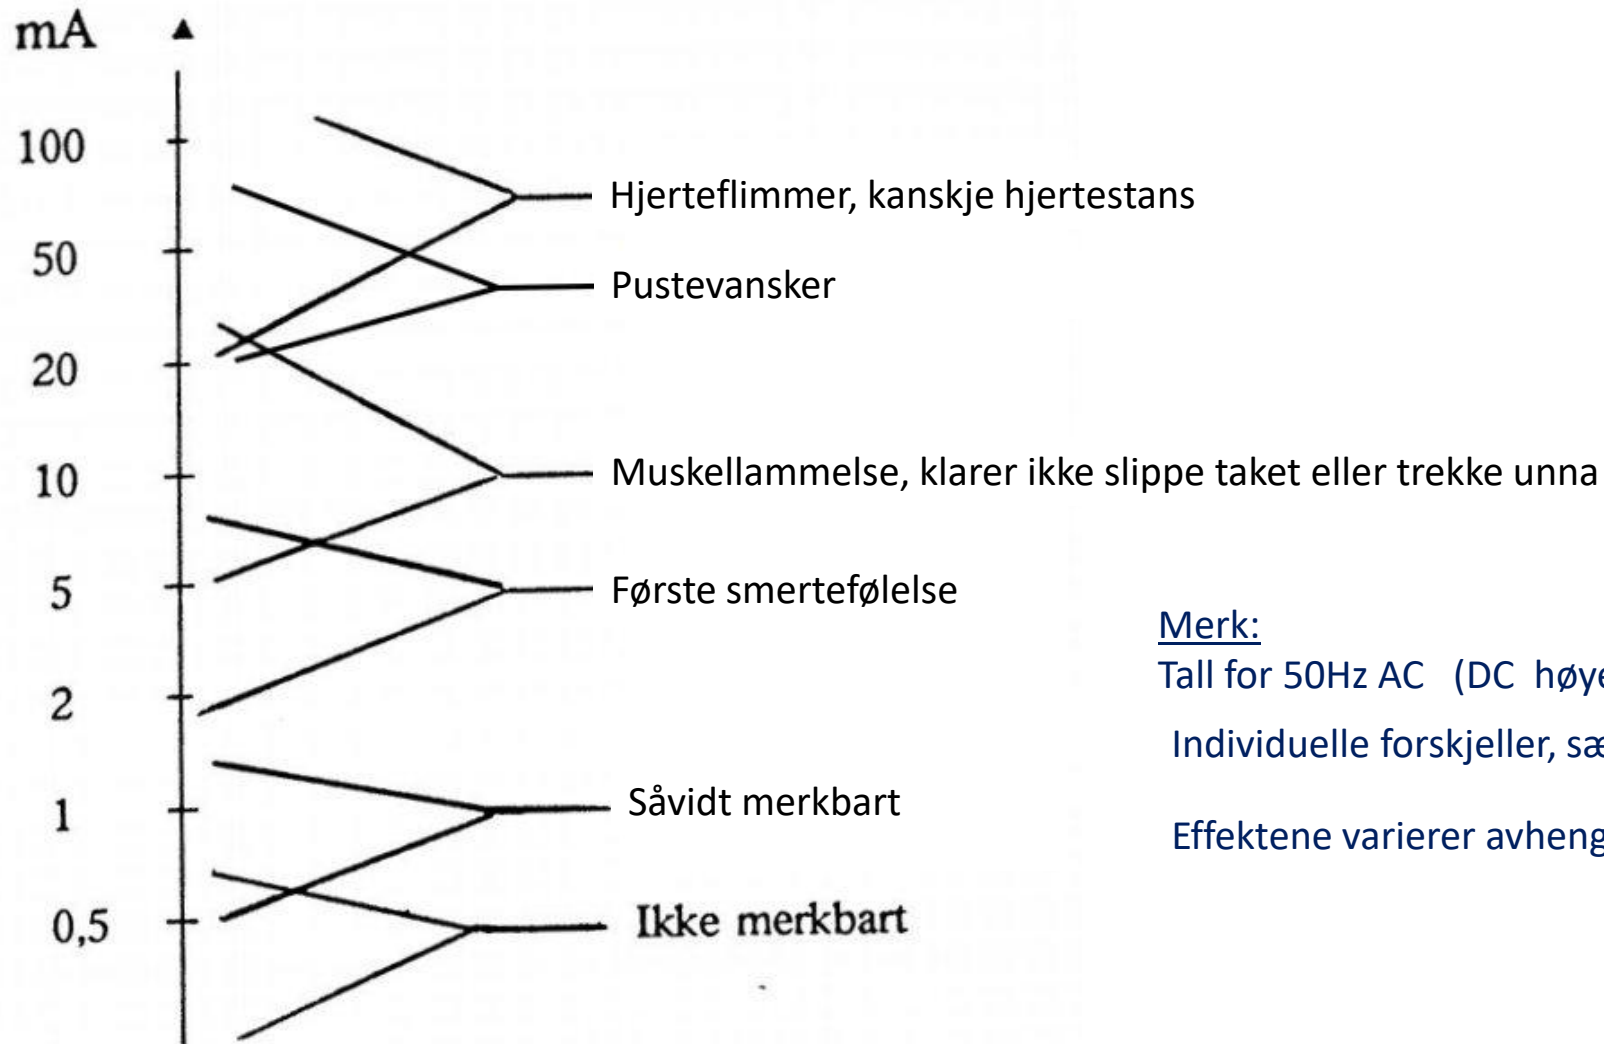 mA
100
Hjerteflimmer, kanskje hjertestans
50
Pustevansker
20
10
Muskellammelse, klarer ikke slippe taket eller trekke unna
5
Første smertefølelse
Merk:
Tall for 50Hz AC (DC
2
Individuelle forskjeller,
1
Såvidt merkbart
Effektene varierer
0,5
Ikke merkbart